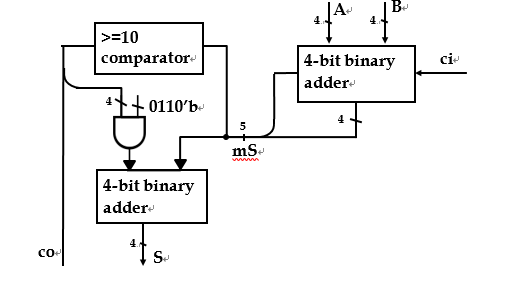 A
B
4
4
>=10
comparator
4-bit binary
adder
ci
4
0110'b
4
5
mS
4-bit binary
adder
4
co
S